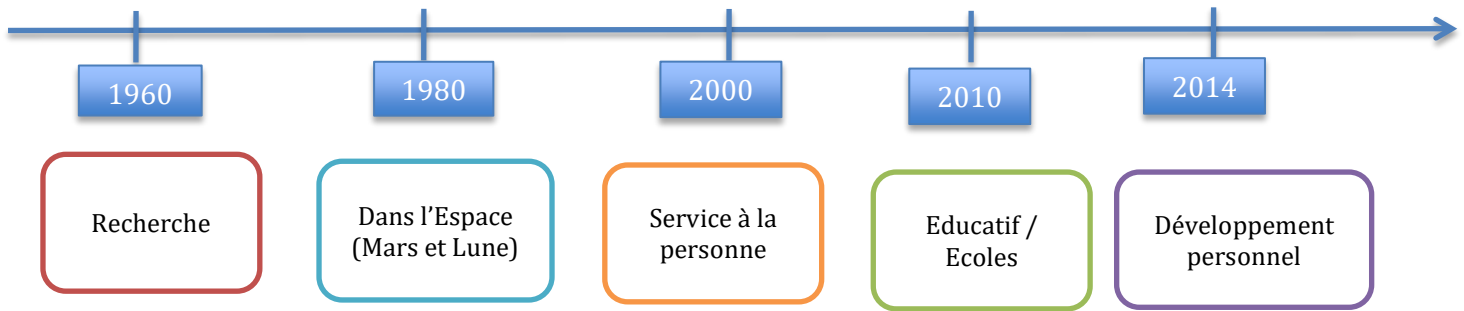 1960
1980
2000
2010
2014
Recherche
Dans l’Espace
(Mars et Lune)
Service à la
personne
Educatif /
Ecoles
Développement
personnel